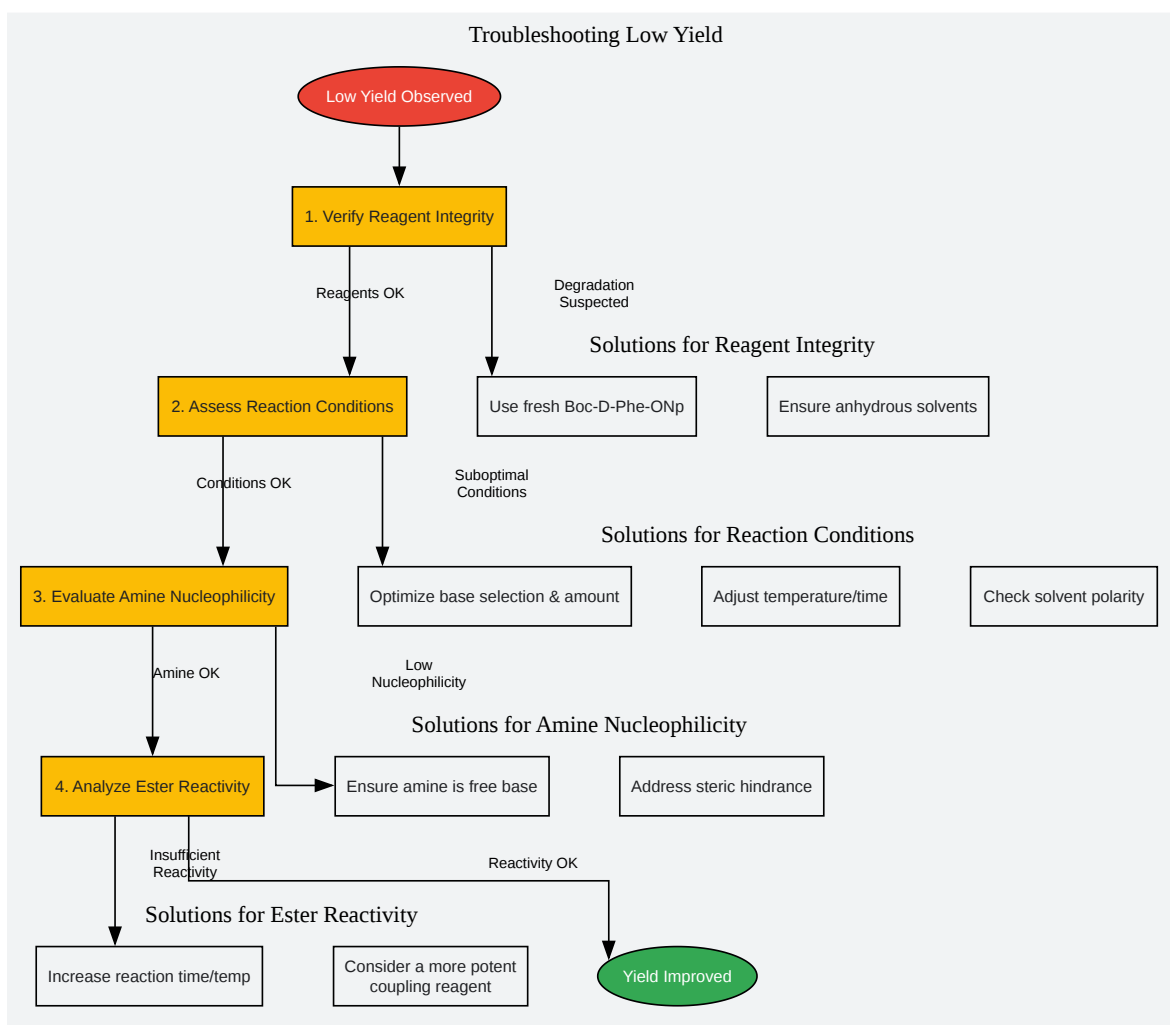 Troubleshooting Low Yield
Low Yield Observed
1. Verify Reagent Integrity
Reagents OK
Degradation
Suspected
Solutions for Reagent Integrity
2. Assess Reaction Conditions
Use fresh Boc-D-Phe-ONp
Ensure anhydrous solvents
Conditions OK
Suboptimal
Conditions
Solutions for Reaction Conditions
3. Evaluate Amine Nucleophilicity
Optimize base selection & amount
Adjust temperature/time
Check solvent polarity
Amine OK
Low
Nucleophilicity
Solutions for Amine Nucleophilicity
4. Analyze Ester Reactivity
Ensure amine is free base
Address steric hindrance
Insufficient
Reactivity
Reactivity OK
Solutions for Ester Reactivity
Increase reaction time/temp
Consider a more potent
coupling reagent
Yield Improved